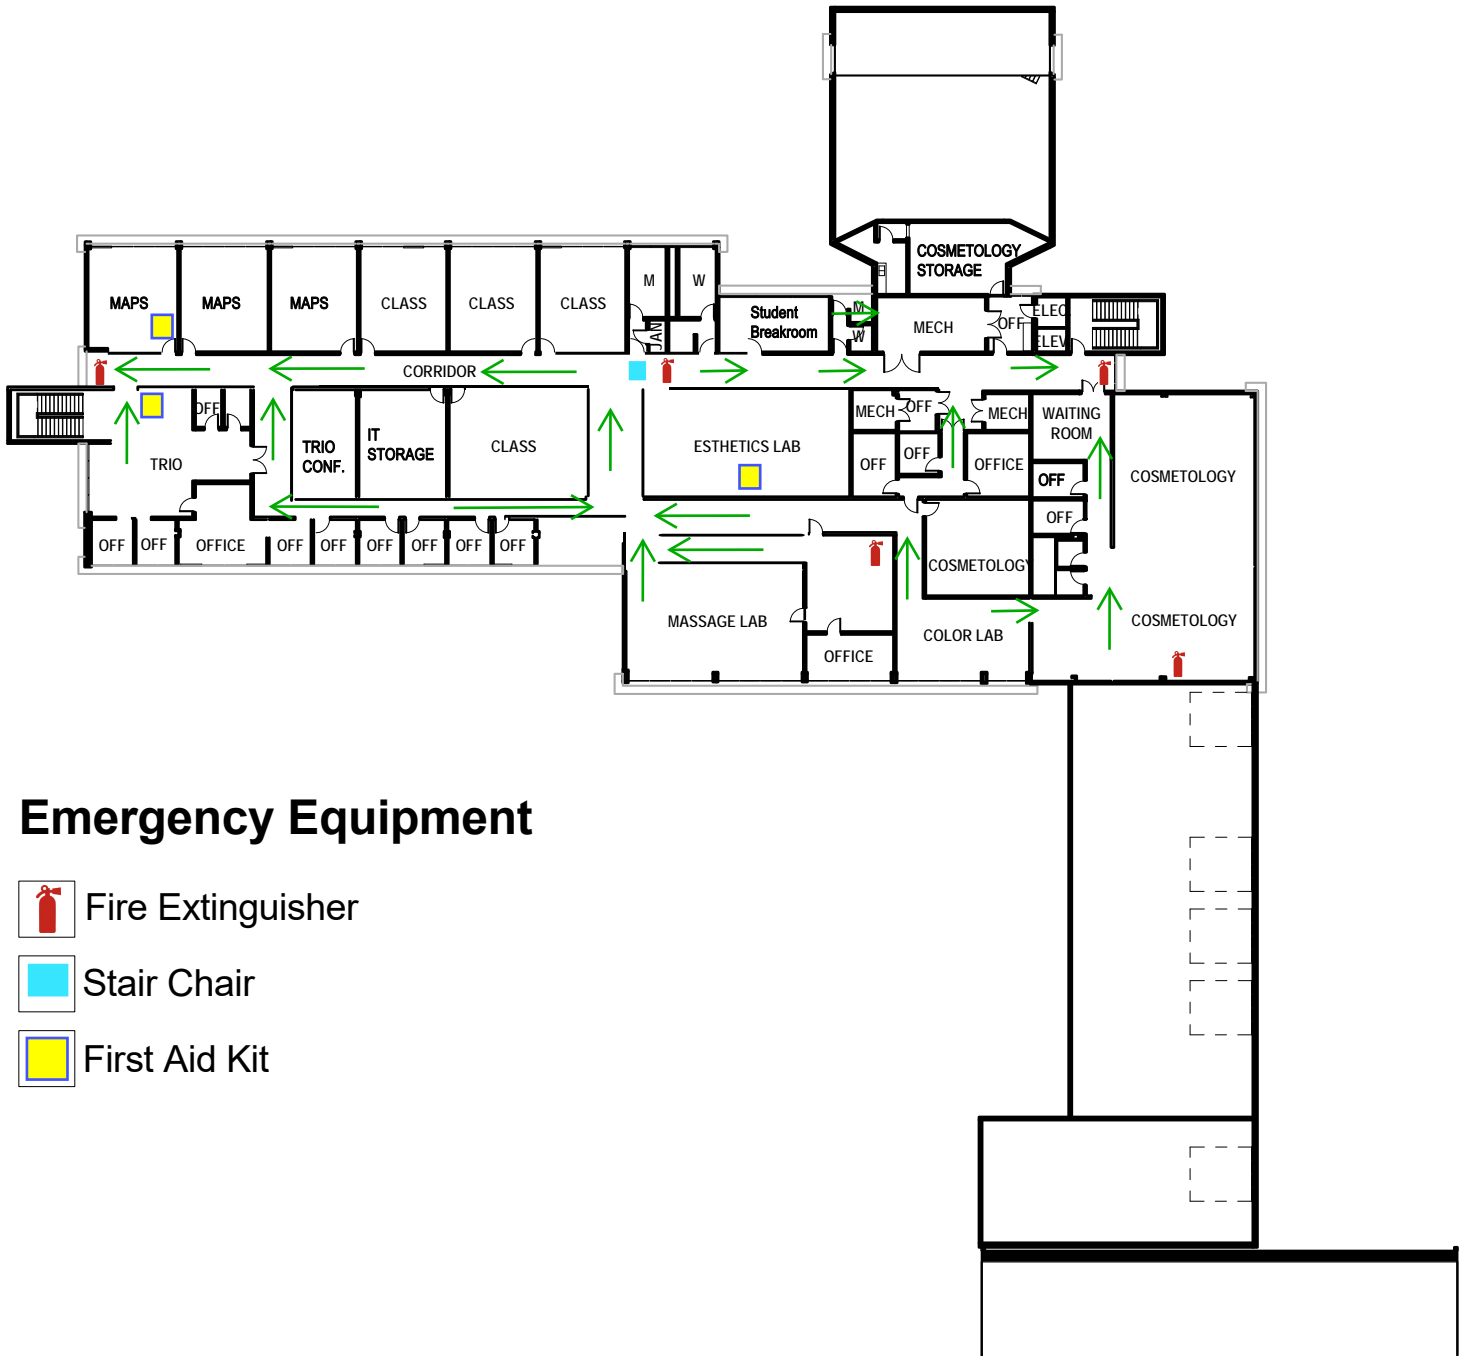 COSMETOLOGY
STORAGE
MAPS
MAPS
MAPS
CLASS
CLASS
CLASS
M
W
JAN
Student
Breakroom
M
W
MECH
OFF
ELEC
ELEV
CORRIDOR
OFF
TRIO
TRIO
CONF.
IT
STORAGE
CLASS
ESTHETICS LAB
MECH
OFF
MECH
WAITING
ROOM
OFF
OFF
OFFICE
OFF
OFF
COSMETOLOGY
OFF
OFF
OFFICE
OFF
OFF
OFF
OFF
OFF
OFF
COSMETOLOGY
MASSAGE LAB
OFFICE
COLOR LAB
COSMETOLOGY
Emergency Equipment
Fire Extinguisher
Stair Chair
First Aid Kit